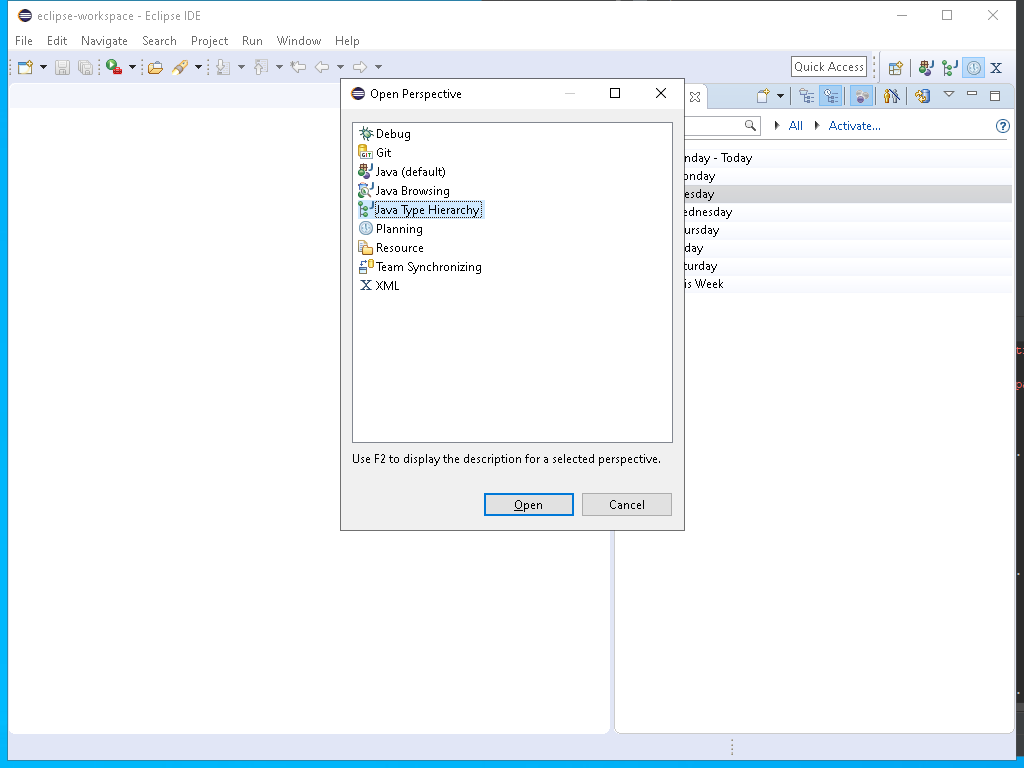 eclipse-workspace - Eclipse IDE
File Edit Navigate Search Project Run Window Help
Quick Access
X
Open Perspective
All Activate...
Debug
Git
Java (default)
Java Browsing
Java Type Hierarchy
Planning
Resource
Team Synchronizing
X XML
nday - Today
onday
esday
ednesday
ursday
day
turday
is Week
Use F2 to display the description for a selected perspective.
Open Cancel